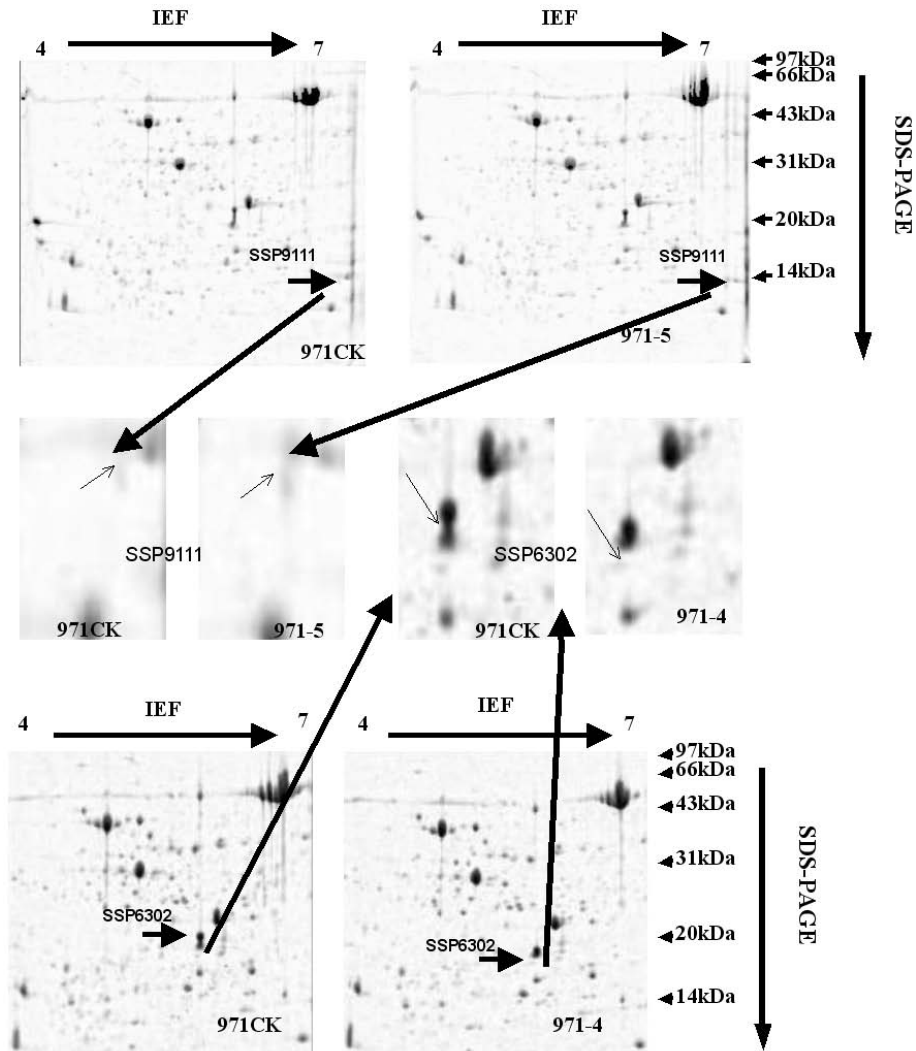 IEF
IEF
4
7
4
7
97kDa
66kDa
43kDa
31kDa
20kDa
14kDa
SDS-PAGE
SSP9111
SSP9111
971CK
971-5
SSP9111
SSP6302
971CK
971-5
971CK
971-4
IEF
IEF
4
7
4
7
97kDa
66kDa
43kDa
31kDa
20kDa
14kDa
SDS-PAGE
SSP6302
SSP6302
971CK
971-4